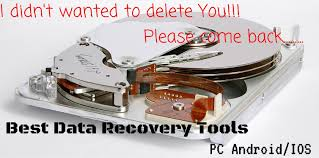 I didn't wanted to delete You!!!
Please come back.......
Best Data Recovery Tools
PC Android/IOS